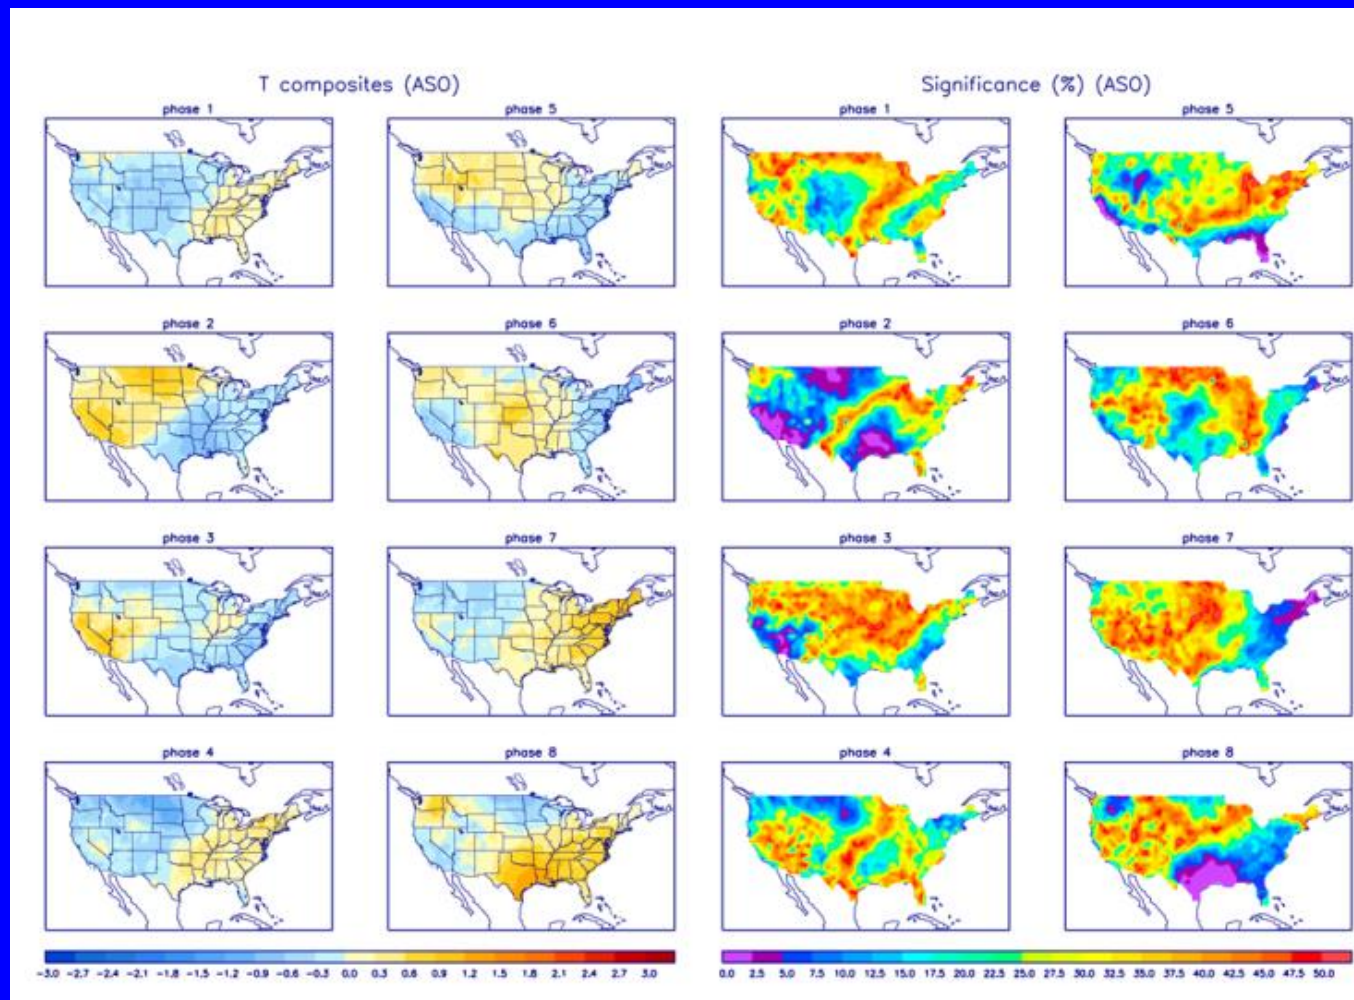 T composites (ASO)
Significance (%) (ASO)
phase 1
phase 5
phase 1
phase 5
phase 2
phase 6
phase 2
phase 6
phase 3
phase 7
phase 3
phase 7
phase 4
phase 8
phase 4
phase 8
-3.0 -2.7 -2.4 -2.1 -1.8 -1.5 -1.2 -0.9 -0.6 -0.3 0.0 0.3 0.6 0.9 1.2 1.5 1.8 2.1 2.4 2.7 3.0
0.0 2.5 5.0 7.5 10.0 12.5 15.0 17.5 20.0 22.5 25.0 27.5 30.0 32.5 35.0 37.5 40.0 42.5 45.0 47.5 50.0